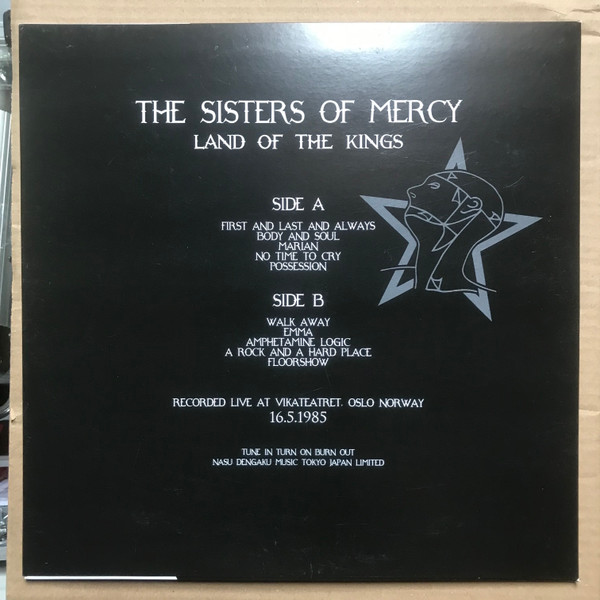 THE SISTERS OF MERCY
LAND OF THE KINGS
SIDE A
FIRST AND LAST AND ALWAYS
BODY AND SOUL
MARIAN
NO TIME TO CRY
POSSESSION
SIDE B
WALK AWAY
EMMA
AMPHETAMINE LOGIC
A ROCK AND A HARD PLACE
FLOORSHOW
RECORDED LIVE AT VIKATEATRET, OSLO NORWAY
16.5.1985
TUNE IN TURN ON BURN OUT
NASU DENGAKU MUSIC TOKYO JAPAN LIMITED